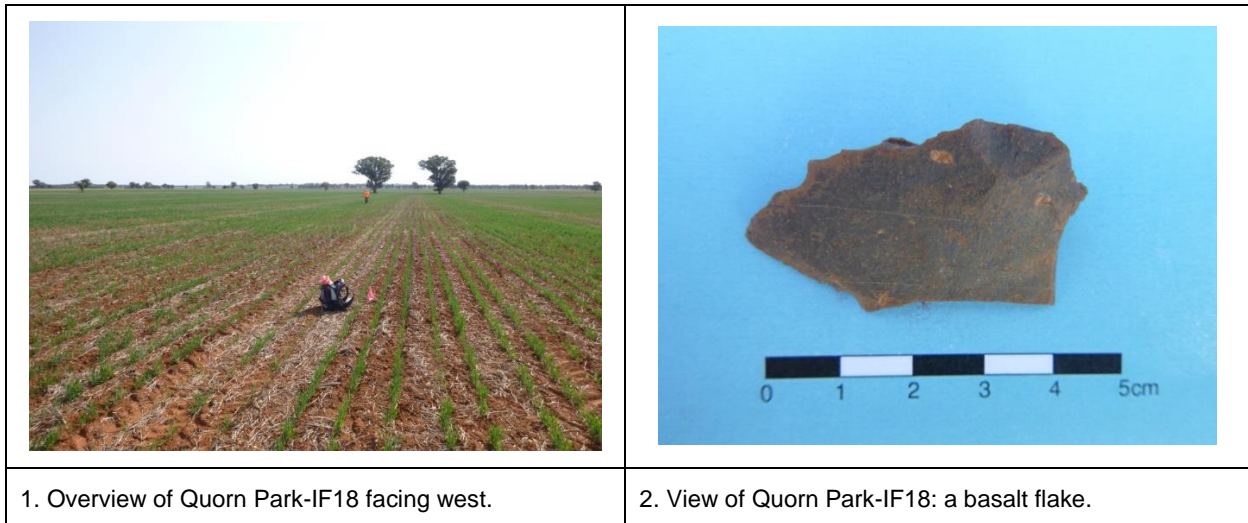 0 1 2 3 4 5cm
1. Overview of Quorn Park-IF18 facing west.
2. View of Quorn Park-IF18: a basalt flake.